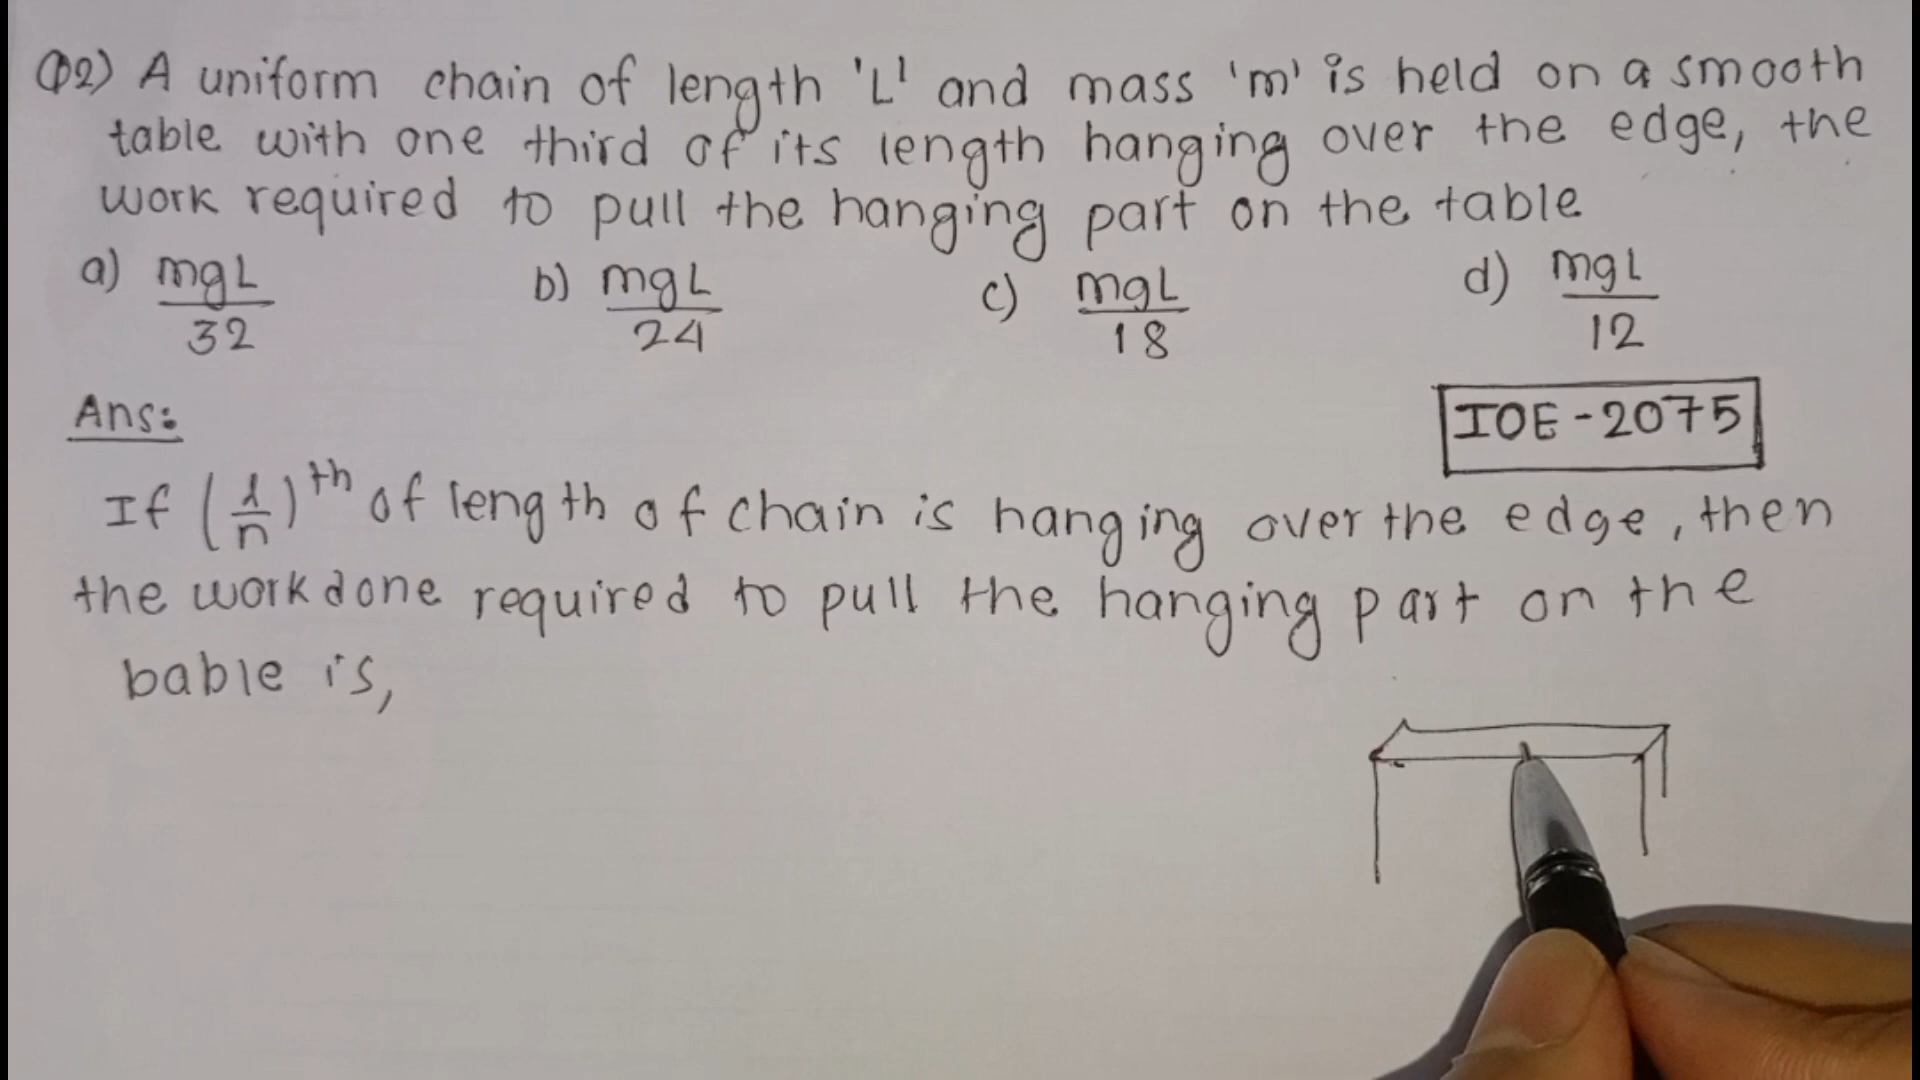 Q2) A uniform chain of length 'L' and mass 'm' is held on a smooth
table with one third of its length hanging over the edge, the
work required to pull the hanging part on the table
a) mgL/32 b) mgL/24 c) mgL/18 d) mgL/12
Ans:
IOE-2075
If (1/n)th of length of chain is hanging over the edge, then
the workdone required to pull the hanging part on the
bable is,